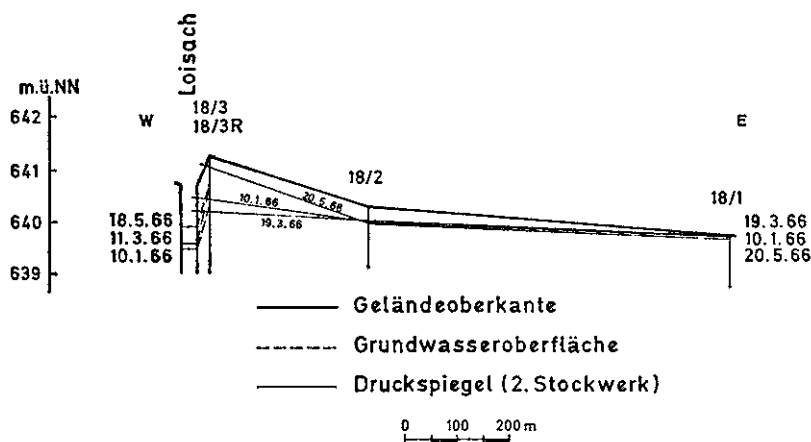 Loisach
m.ü.NN
642
641
640
639
W
18/3
18/3R
18/2
E
18/1
10.1.66
20.5.66
19.3.66
18.5.66
11.3.66
10.1.66
19.3.66
10.1.66
20.5.66
Geländeoberkante
Grundwasseroberfläche
Druckspiegel (2. Stockwerk)
0 100 200 m